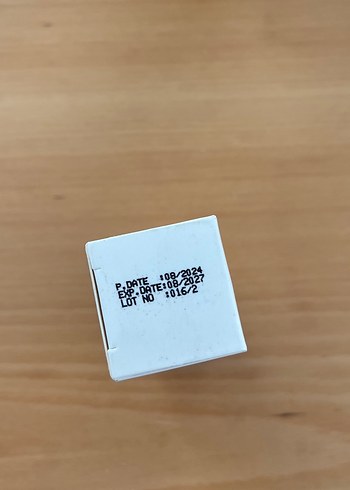 P.DATE :08/2024
EXP.DATE:08/2027
LOT NO :016/2